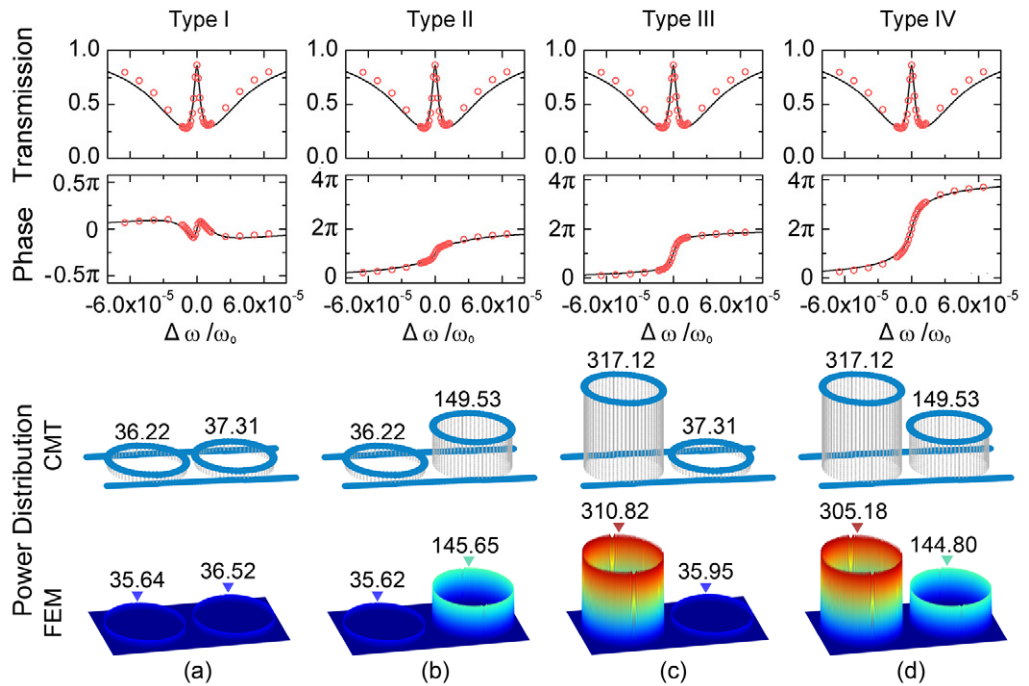 Type I Type II Type III Type IV
Transmission
1.0 1.0 1.0 1.0
0.5 0.5 0.5 0.5
0.0 0.0 0.0 0.0
Phase
0.5π 4π 4π 4π
0 2π 2π 2π
-0.5π 0 0 0
-6.0x10⁻⁵ 0.0 6.0x10⁻⁵ -6.0x10⁻⁵ 0.0 6.0x10⁻⁵ -6.0x10⁻⁵ 0.0 6.0x10⁻⁵ -6.0x10⁻⁵ 0.0 6.0x10⁻⁵
Δ ω /ω₀ Δ ω /ω₀ Δ ω /ω₀ Δ ω /ω₀
Power Distribution
CMT
36.22 37.31 36.22 149.53 317.12 37.31 317.12 149.53
FEM
35.64 36.52 35.62 145.65 310.82 35.95 305.18 144.80
(a) (b) (c) (d)